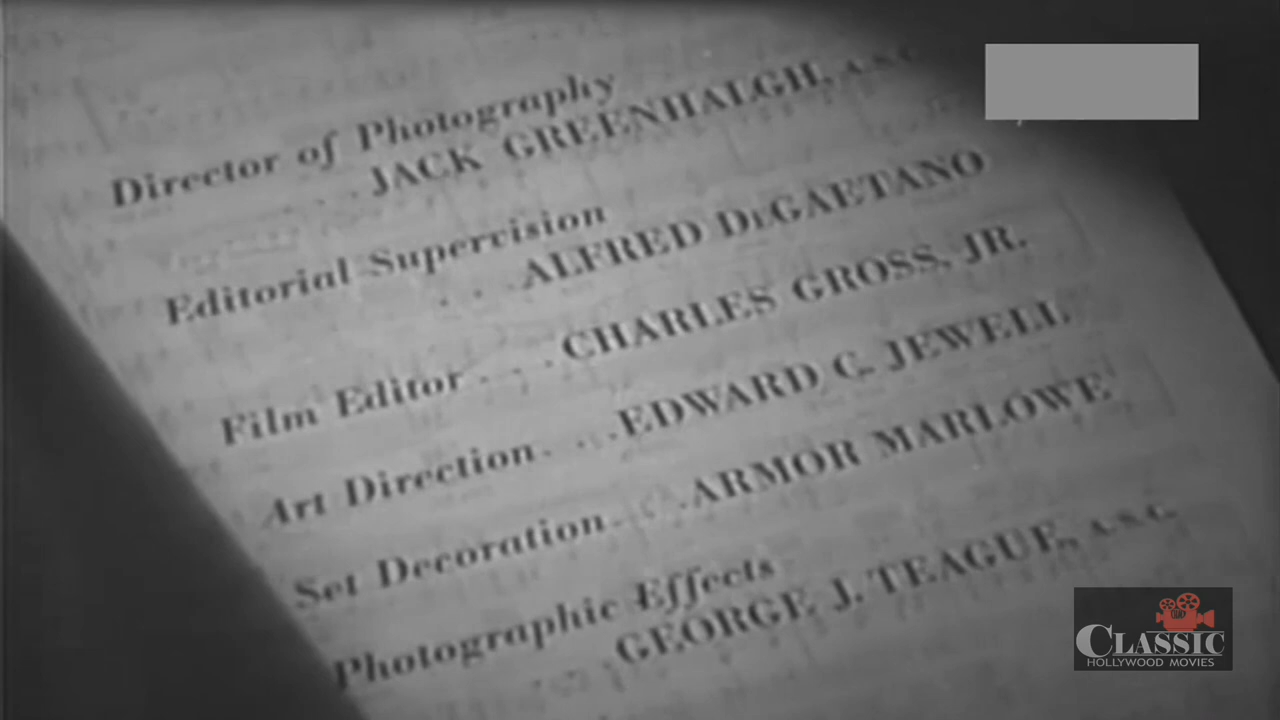 Director of Photography
. . . JACK GREENHALGH, A.S.C.
Editorial Supervision
. . . ALFRED DeGAETANO
Film Editor . . . CHARLES GROSS, JR.
Art Direction . . . EDWARD C. JEWELL
Set Decoration . . . ARMOR MARLOWE
Photographic Effects
. . . GEORGE J. TEAGUE, A.S.C.
CLASSIC
HOLLYWOOD MOVIES